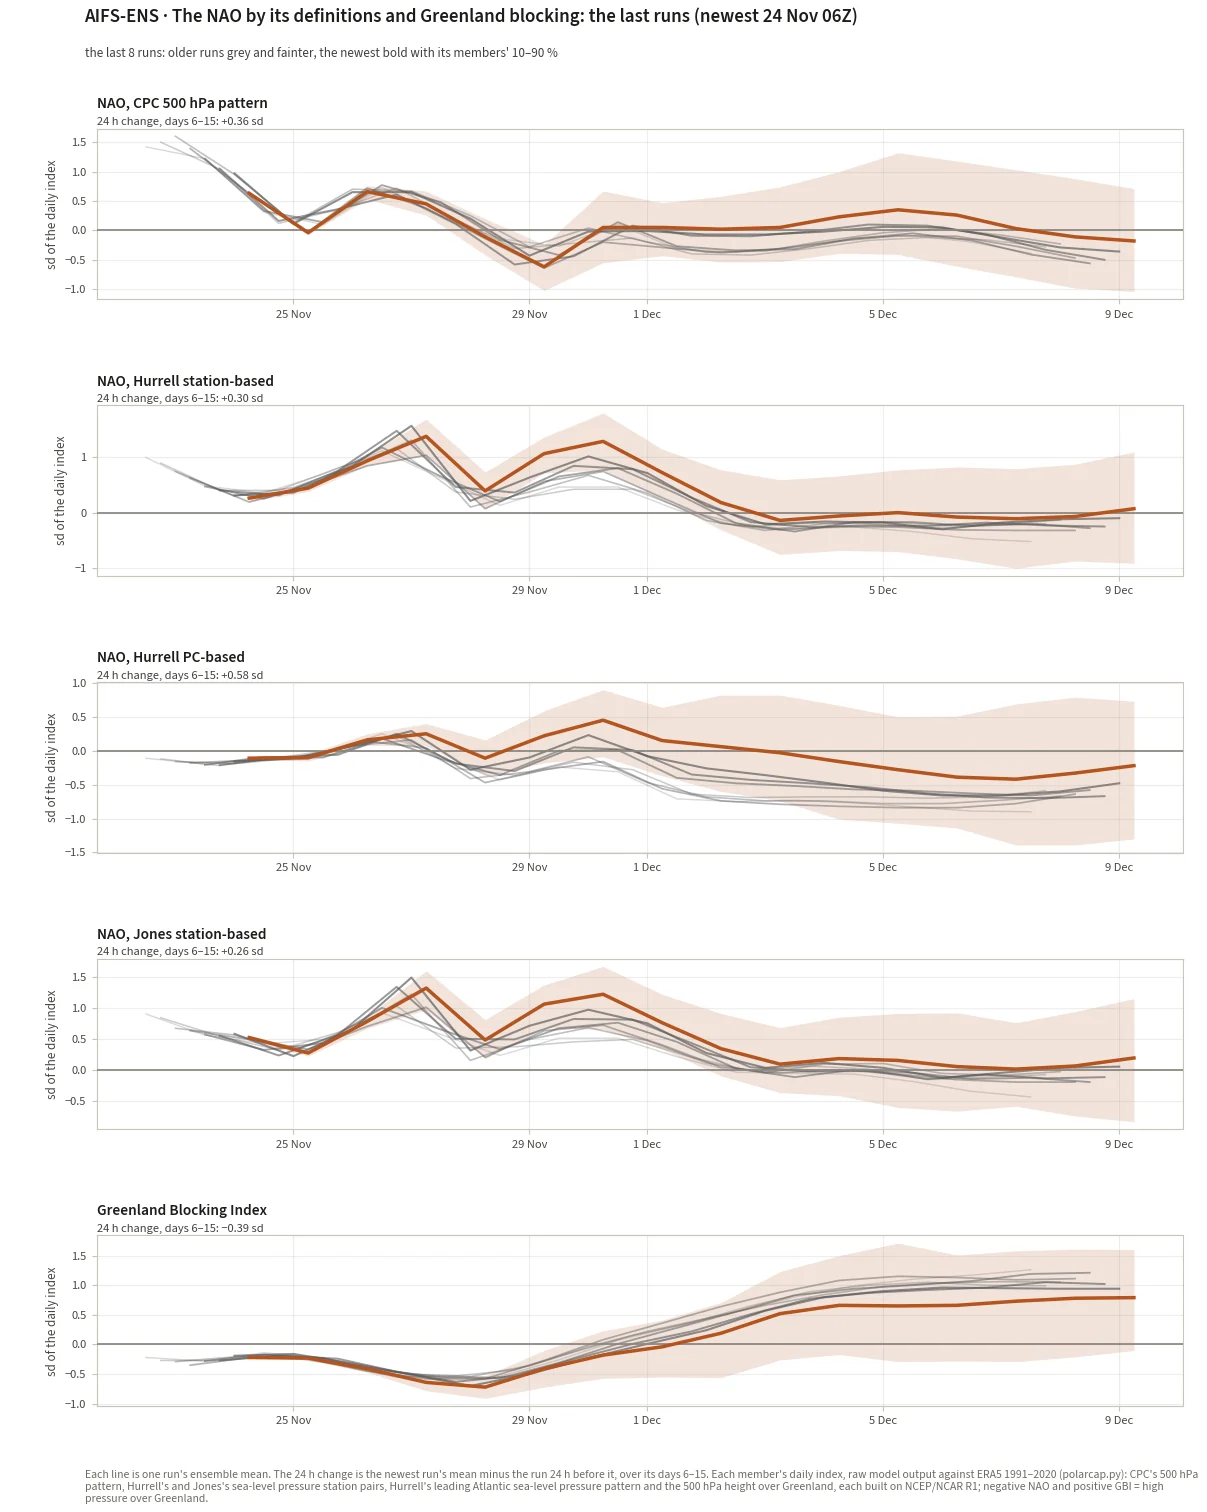 AIFS-ENS · The NAO by its definitions and Greenland blocking: the last runs (newest 24 Nov 06Z)
the last 8 runs: older runs grey and fainter, the newest bold with its members' 10–90 %
NAO, CPC 500 hPa pattern
24 h change, days 6–15: +0.36 sd
sd of the daily index
1.5
1.0
0.5
0.0
−0.5
−1.0
25 Nov
29 Nov
1 Dec
5 Dec
9 Dec
NAO, Hurrell station-based
24 h change, days 6–15: +0.30 sd
sd of the daily index
1
0
−1
25 Nov
29 Nov
1 Dec
5 Dec
9 Dec
NAO, Hurrell PC-based
24 h change, days 6–15: +0.58 sd
sd of the daily index
1.0
0.5
0.0
−0.5
−1.0
−1.5
25 Nov
29 Nov
1 Dec
5 Dec
9 Dec
NAO, Jones station-based
24 h change, days 6–15: +0.26 sd
sd of the daily index
1.5
1.0
0.5
0.0
−0.5
25 Nov
29 Nov
1 Dec
5 Dec
9 Dec
Greenland Blocking Index
24 h change, days 6–15: −0.39 sd
sd of the daily index
1.5
1.0
0.5
0.0
−0.5
−1.0
25 Nov
29 Nov
1 Dec
5 Dec
9 Dec
Each line is one run's ensemble mean. The 24 h change is the newest run's mean minus the run 24 h before it, over its days 6–15. Each member's daily index, raw model output against ERA5 1991–2020 (polarcap.py): CPC's 500 hPa
pattern, Hurrell's and Jones's sea-level pressure station pairs, Hurrell's leading Atlantic sea-level pressure pattern and the 500 hPa height over Greenland, each built on NCEP/NCAR R1; negative NAO and positive GBI = high
pressure over Greenland.